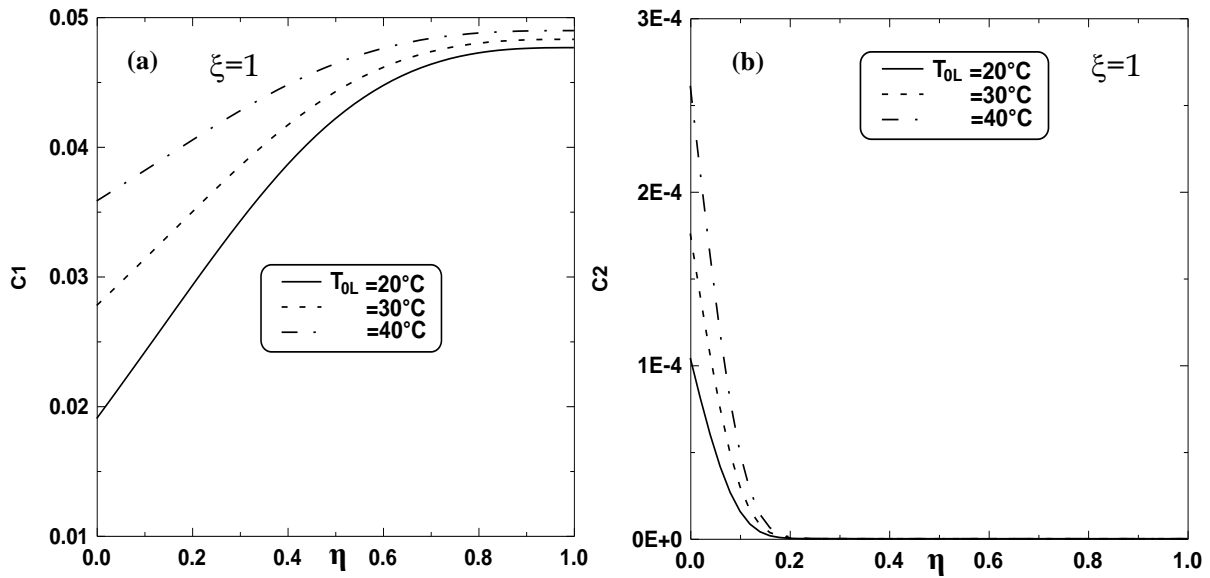 0.05
(a)
ξ=1
0.04
0.03
T0L =20°C
=30°C
=40°C
0.02
0.01
C1
0.0 0.2 0.4 0.6 0.8 1.0
η
3E-4
(b)
ξ=1
T0L =20°C
=30°C
=40°C
2E-4
1E-4
0E+0
C2
0.0 0.2 0.4 0.6 0.8 1.0
η